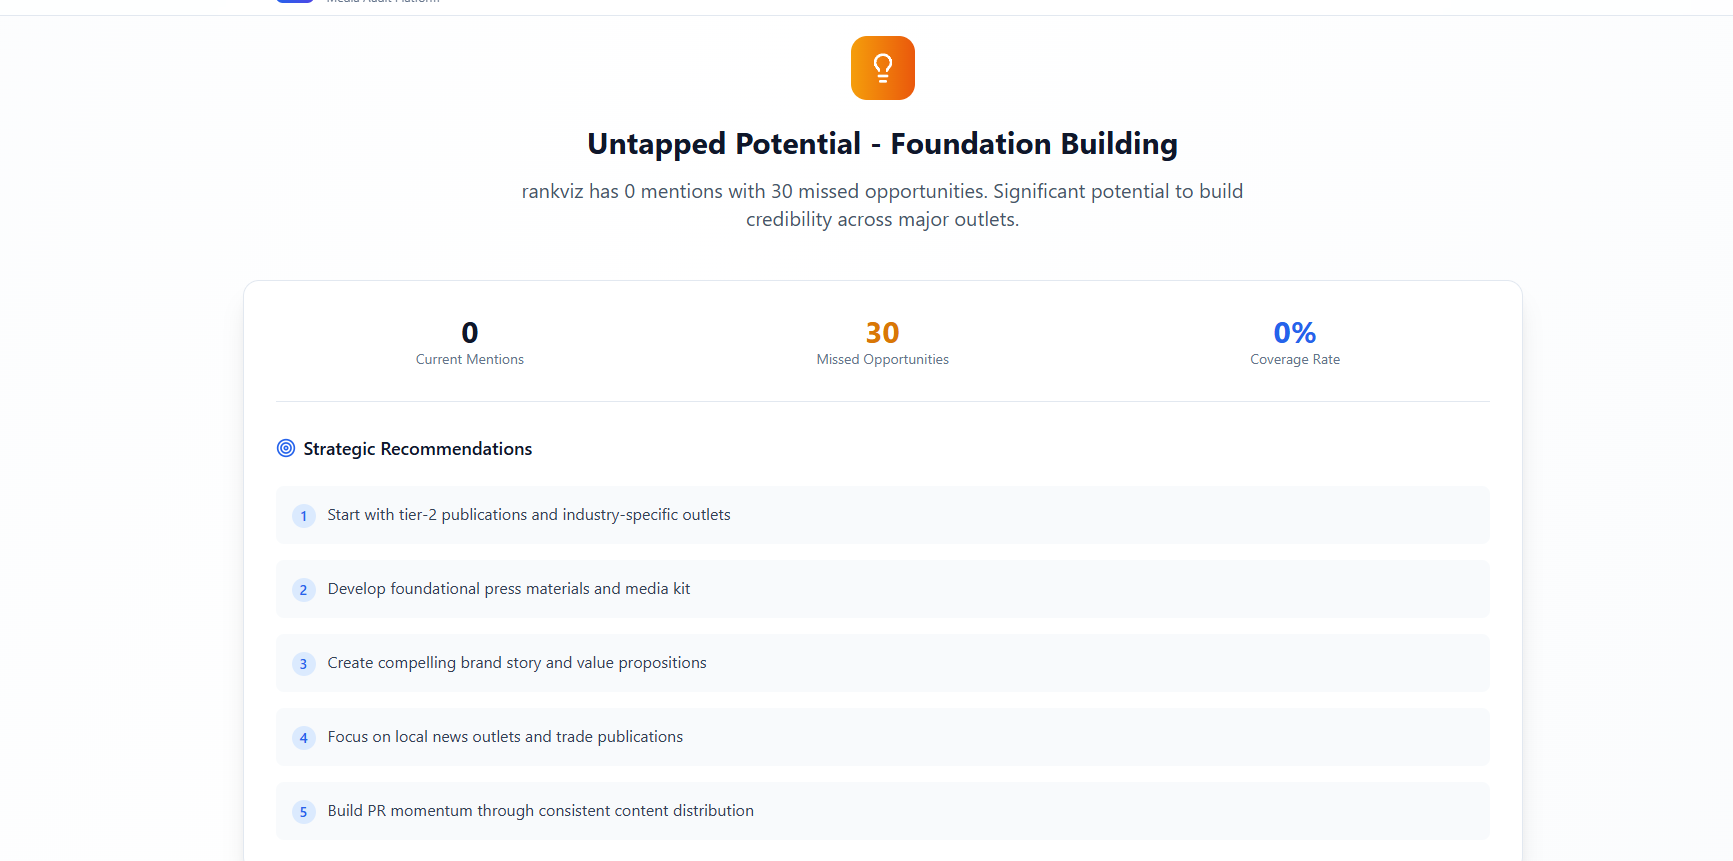 Media Audit Platform
Untapped Potential - Foundation Building
rankviz has 0 mentions with 30 missed opportunities. Significant potential to build
credibility across major outlets.
0
Current Mentions
30
Missed Opportunities
0%
Coverage Rate
Strategic Recommendations
1 Start with tier-2 publications and industry-specific outlets
2 Develop foundational press materials and media kit
3 Create compelling brand story and value propositions
4 Focus on local news outlets and trade publications
5 Build PR momentum through consistent content distribution